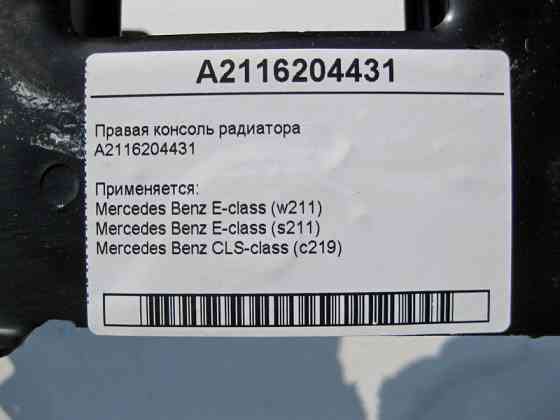 A2116204431
Правая консоль радиатора
A2116204431
Применяется:
Mercedes Benz E-class (w211)
Mercedes Benz E-class (s211)
Mercedes Benz CLS-class (c219)